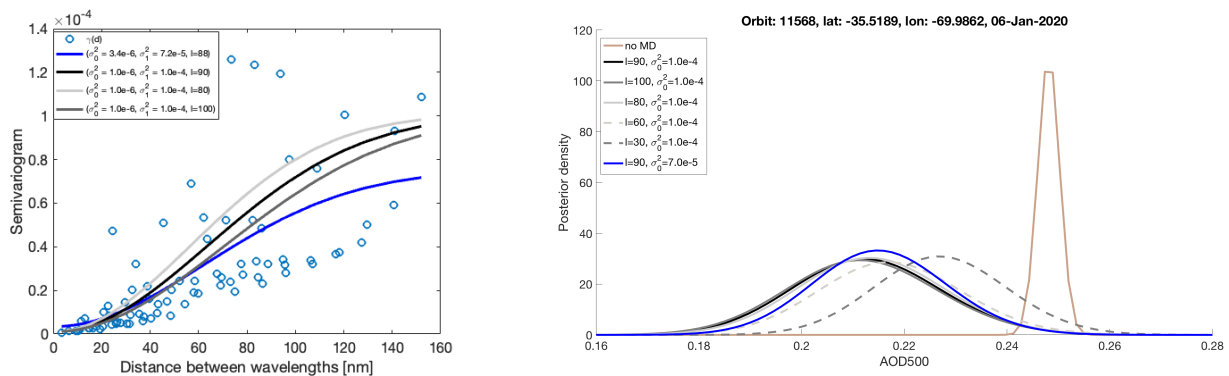 ×10⁻⁴
1.4
1.2
1
0.8
0.6
0.4
0.2
0
0 20 40 60 80 100 120 140 160
Semivariogram
Distance between wavelengths [nm]
γ(d)
(σ₀² = 3.4e-6, σ₁² = 7.2e-5, l=88)
(σ₀² = 1.0e-6, σ₁² = 1.0e-4, l=90)
(σ₀² = 1.0e-6, σ₁² = 1.0e-4, l=80)
(σ₀² = 1.0e-6, σ₁² = 1.0e-4, l=100)
Orbit: 11568, lat: -35.5189, lon: -69.9862, 06-Jan-2020
120
100
80
60
40
20
0
0.16 0.18 0.2 0.22 0.24 0.26 0.28
Posterior density
AOD500
no MD
l=90, σ₀²=1.0e-4
l=100, σ₀²=1.0e-4
l=80, σ₀²=1.0e-4
l=60, σ₀²=1.0e-4
l=30, σ₀²=1.0e-4
l=90, σ₀²=7.0e-5